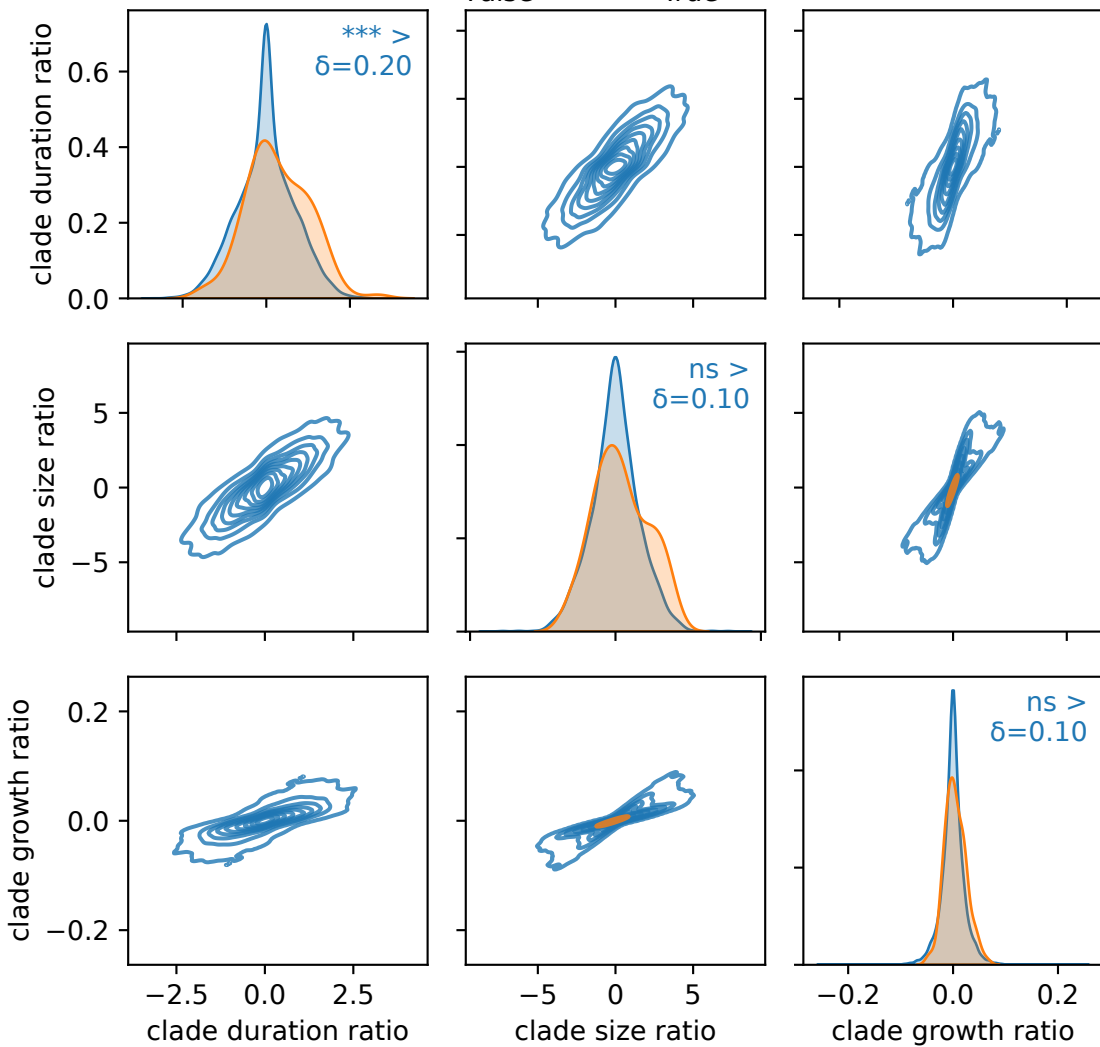 clade duration ratio
0.6
0.4
0.2
0.0
*** >
δ=0.20
clade size ratio
5
0
−5
ns >
δ=0.10
clade growth ratio
0.2
0.0
−0.2
ns >
δ=0.10
−2.5 0.0 2.5
clade duration ratio
−5 0 5
clade size ratio
−0.2 0.0 0.2
clade growth ratio